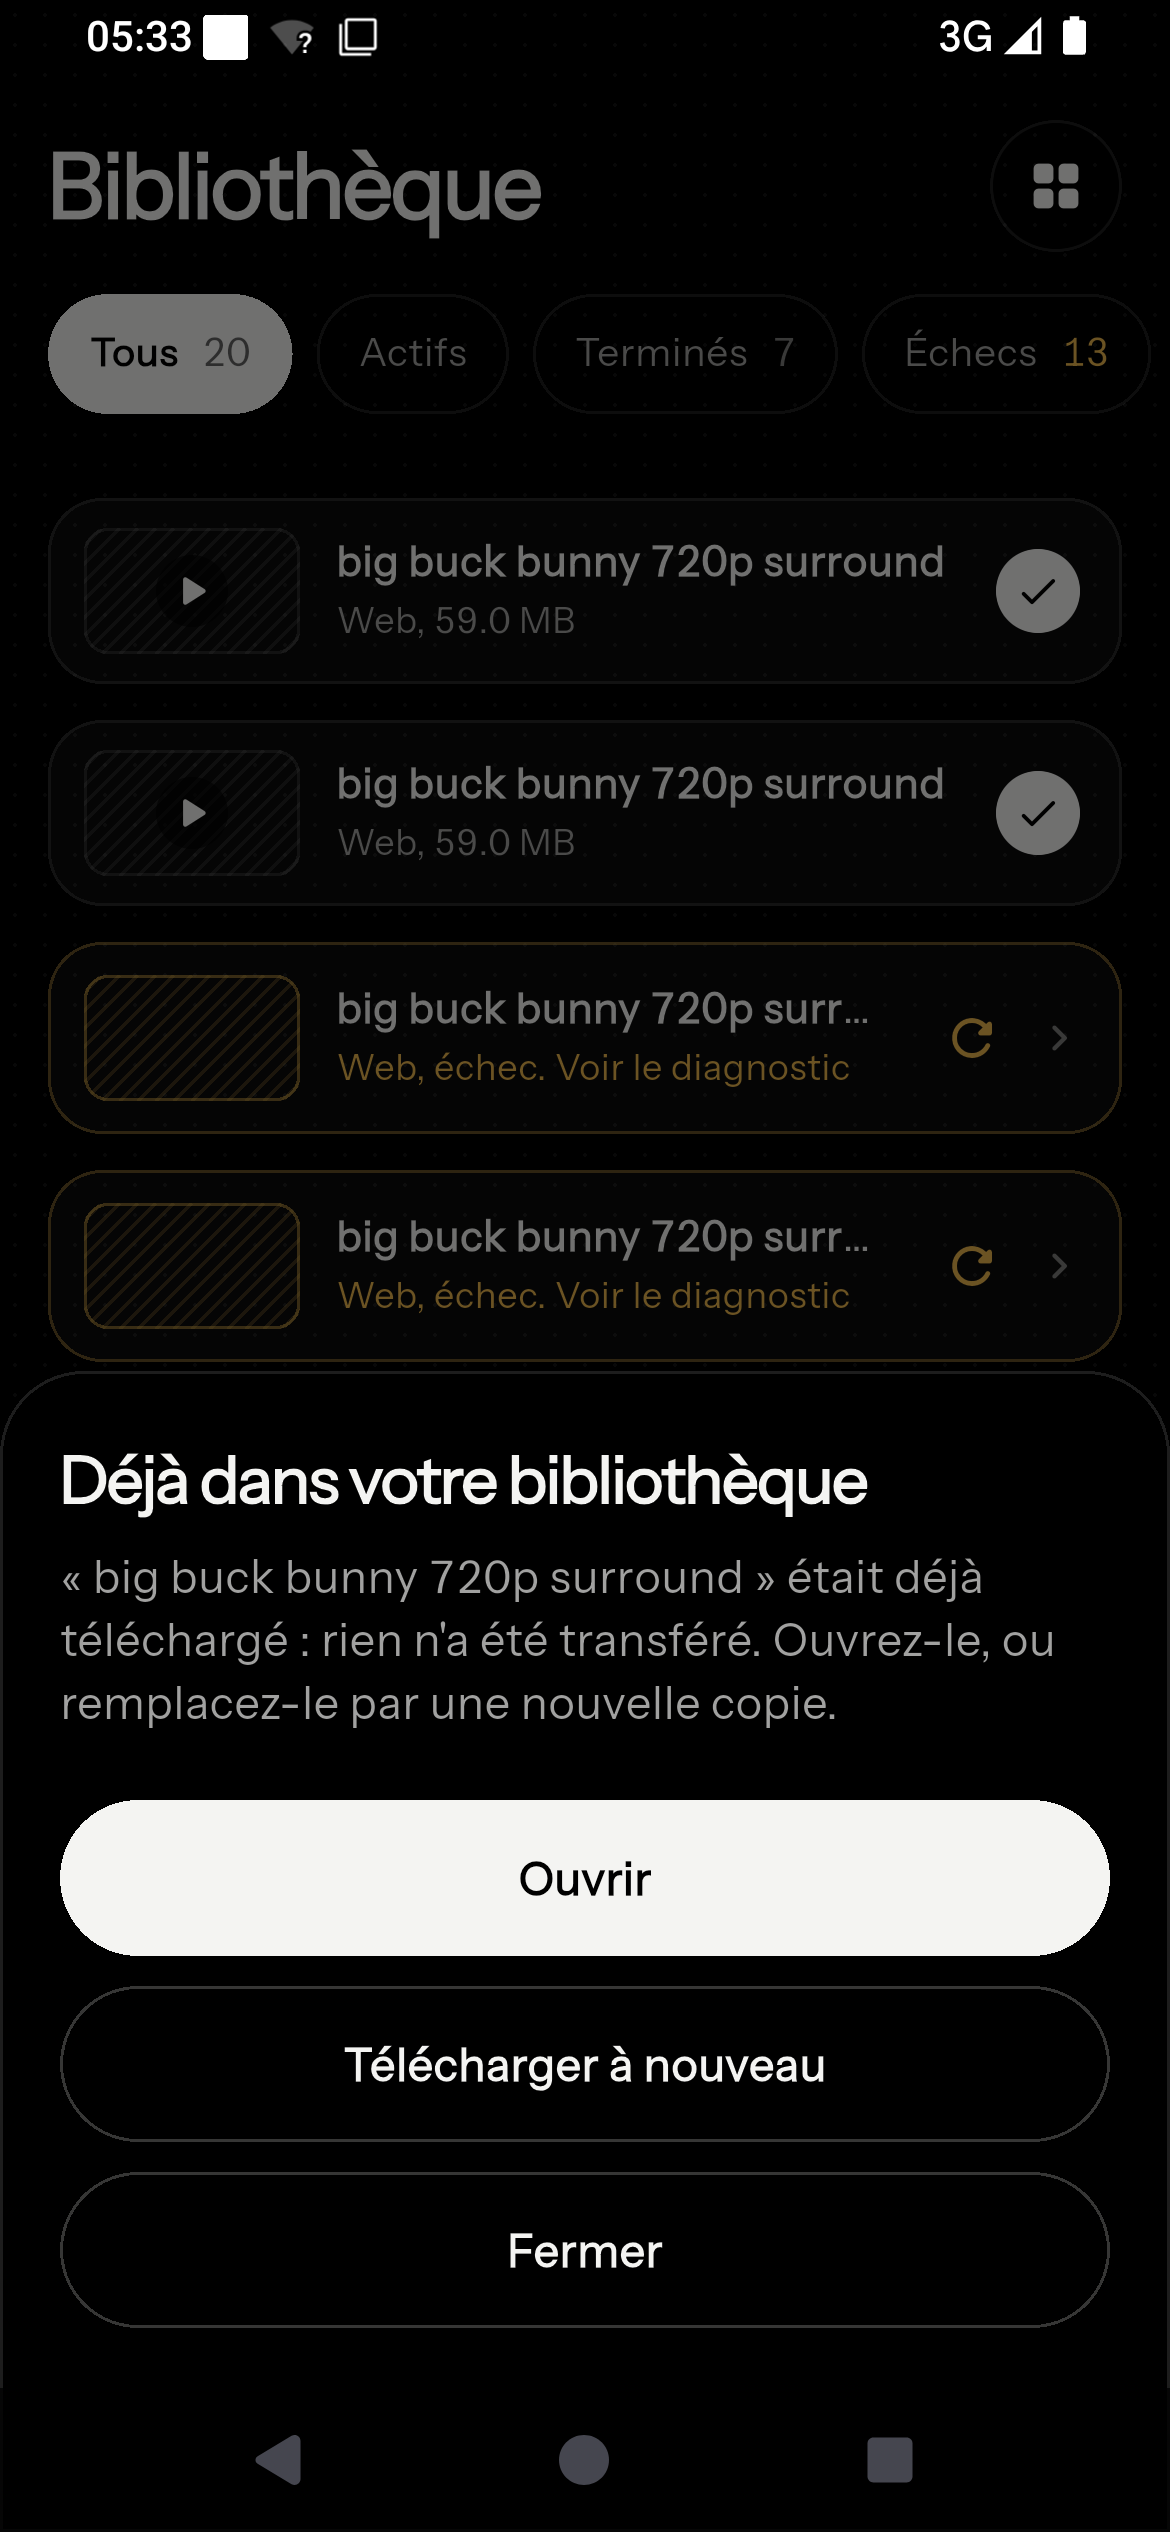 05:33
3G
Bibliothèque
Tous 20
Actifs
Terminés 7
Échecs 13
big buck bunny 720p surround
Web, 59.0 MB
big buck bunny 720p surround
Web, 59.0 MB
big buck bunny 720p surr...
Web, échec. Voir le diagnostic
big buck bunny 720p surr...
Web, échec. Voir le diagnostic
Déjà dans votre bibliothèque
« big buck bunny 720p surround » était déjà
téléchargé : rien n'a été transféré. Ouvrez-le, ou
remplacez-le par une nouvelle copie.
Ouvrir
Télécharger à nouveau
Fermer